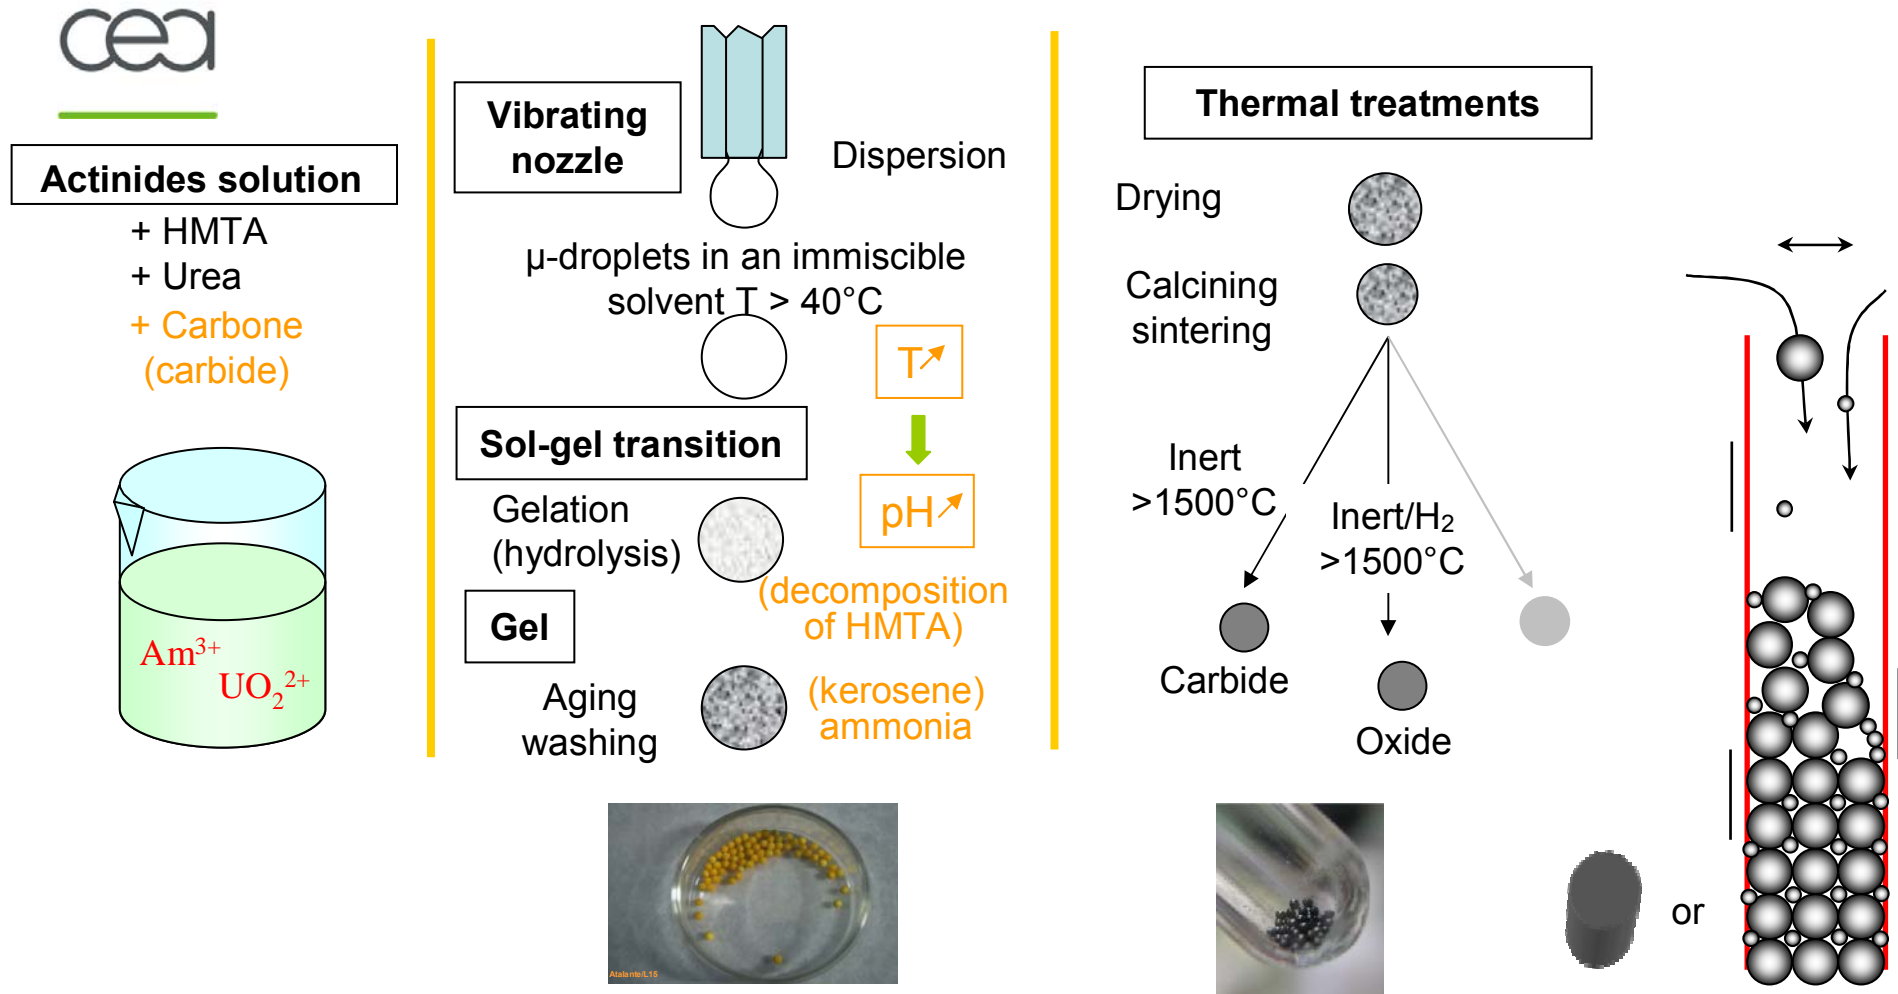 cea
Actinides solution
+ HMTA
+ Urea
+ Carbone
(carbide)
Am³⁺
UO₂²⁺
Vibrating
nozzle
Dispersion
µ-droplets in an immiscible
solvent T > 40°C
T
Sol-gel transition
pH
Gelation
(hydrolysis)
(decomposition
of HMTA)
Gel
Aging
washing
(kerosene)
ammonia
Atalante/L15
Thermal treatments
Drying
Calcining
sintering
Inert
>1500°C
Inert/H₂
>1500°C
Carbide
Oxide
or